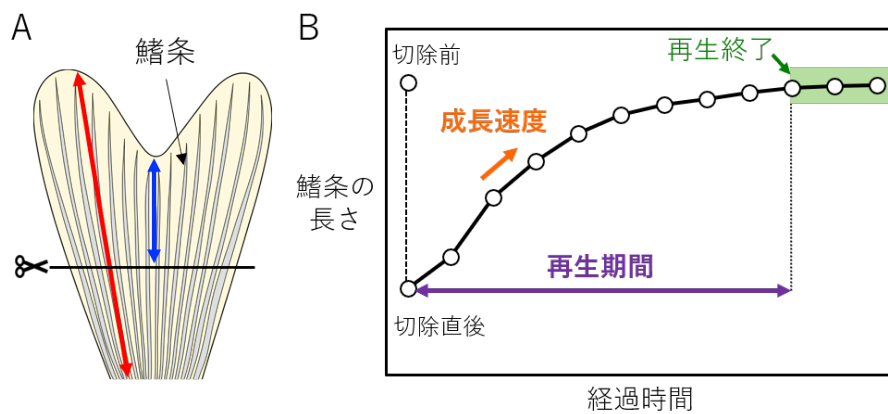 A
鰭条
B
切除前
再生終了
成長速度
鰭条の
長さ
再生期間
切除直後
経過時間